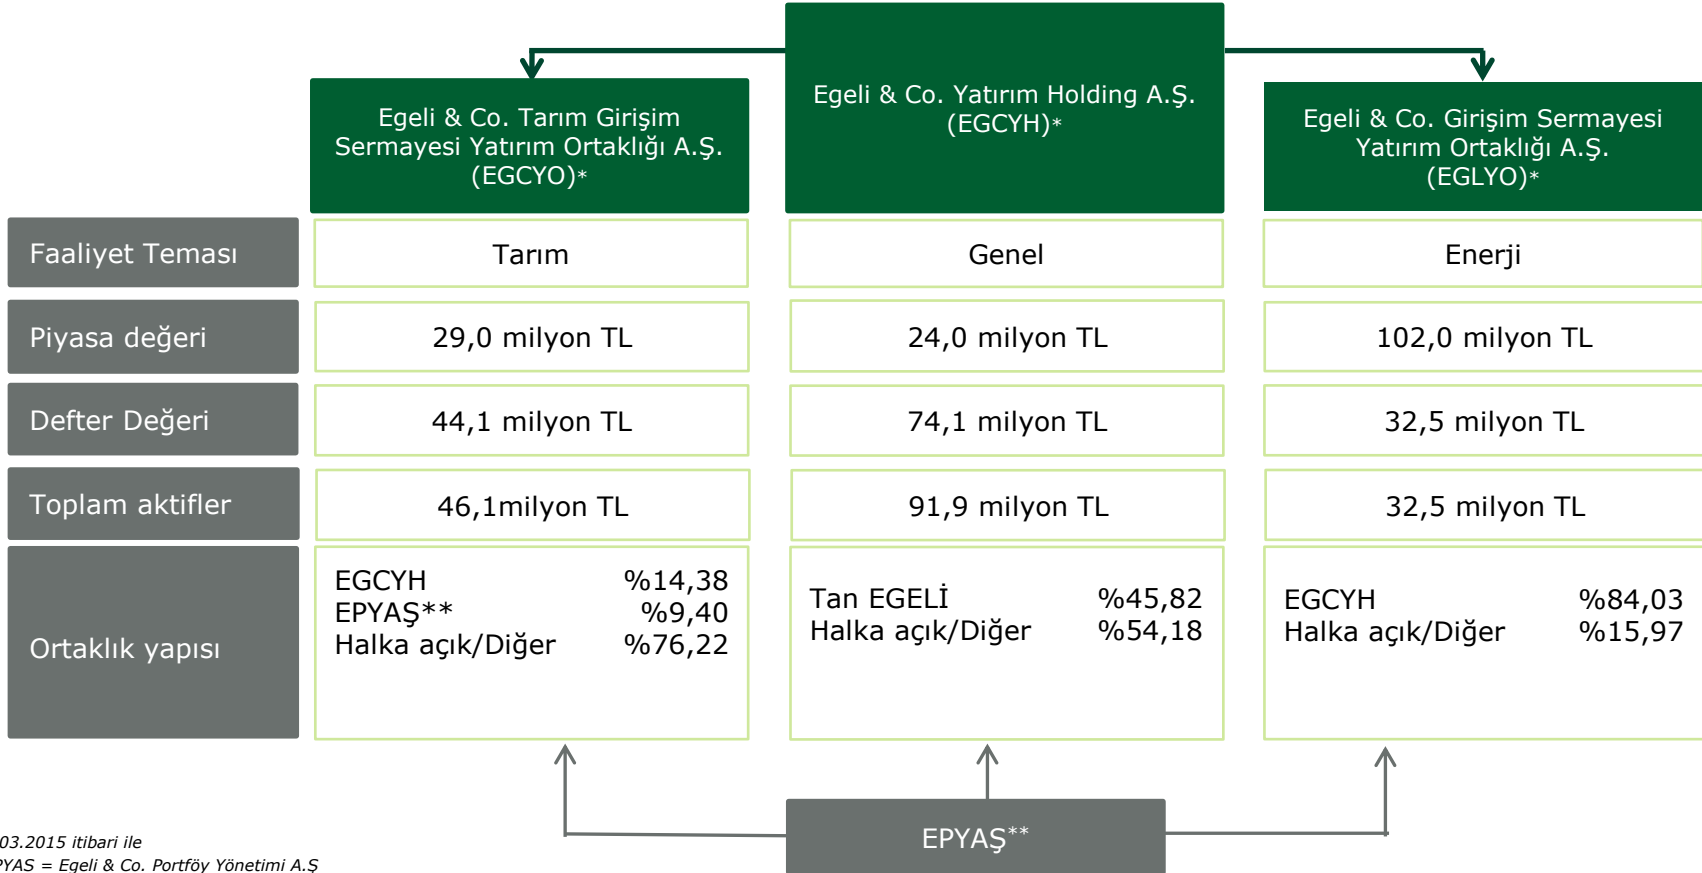 Egeli & Co. Yatırım Holding A.Ş.
(EGCYH)*
Egeli & Co. Tarım Girişim
Sermayesi Yatırım Ortaklığı A.Ş.
(EGCYO)*
Egeli & Co. Girişim Sermayesi
Yatırım Ortaklığı A.Ş.
(EGLYO)*
Faaliyet Teması Tarım Genel Enerji
Piyasa değeri 29,0 milyon TL 24,0 milyon TL 102,0 milyon TL
Defter Değeri 44,1 milyon TL 74,1 milyon TL 32,5 milyon TL
Toplam aktifler 46,1milyon TL 91,9 milyon TL 32,5 milyon TL
Ortaklık yapısı
EGCYH %14,38
EPYAŞ** %9,40
Halka açık/Diğer %76,22
Tan EGELİ %45,82
Halka açık/Diğer %54,18
EGCYH %84,03
Halka açık/Diğer %15,97
EPYAŞ**
03.2015 itibari ile
PYAS = Egeli & Co. Portföy Yönetimi A.Ş